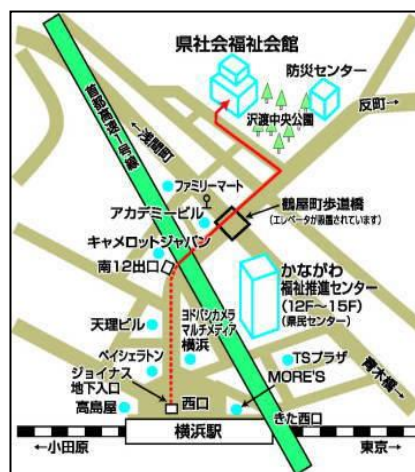 県社会福祉会館
防災センター
反町→
沢渡中央公園
首都高速1号線
←浅間町
ファミリーマート
アカデミービル
鶴屋町歩道橋
(エレベータが設置されています)
キャメロットジャパン
南12出口
かながわ
福祉推進センター
(12F〜15F)
(県民センター)
天理ビル
ヨドバシカメラ
マルチメディア
横浜
ベイシェラトン
TSプラザ
青木橋→
ジョイナス
地下入口
MORE'S
高島屋
西口
きた西口
←小田原
横浜駅
東京→